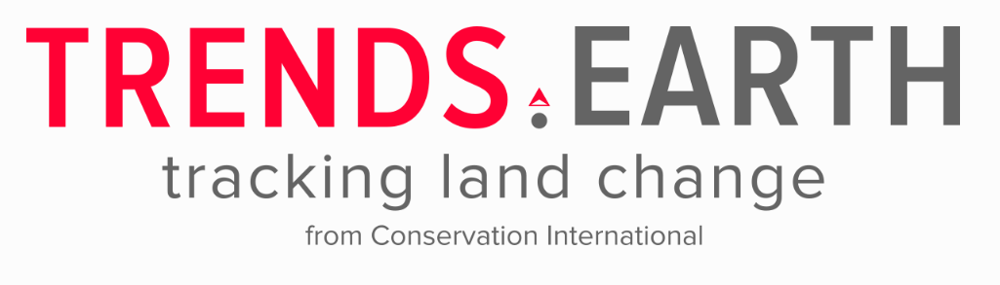 TRENDS.EARTH
tracking land change
from Conservation International